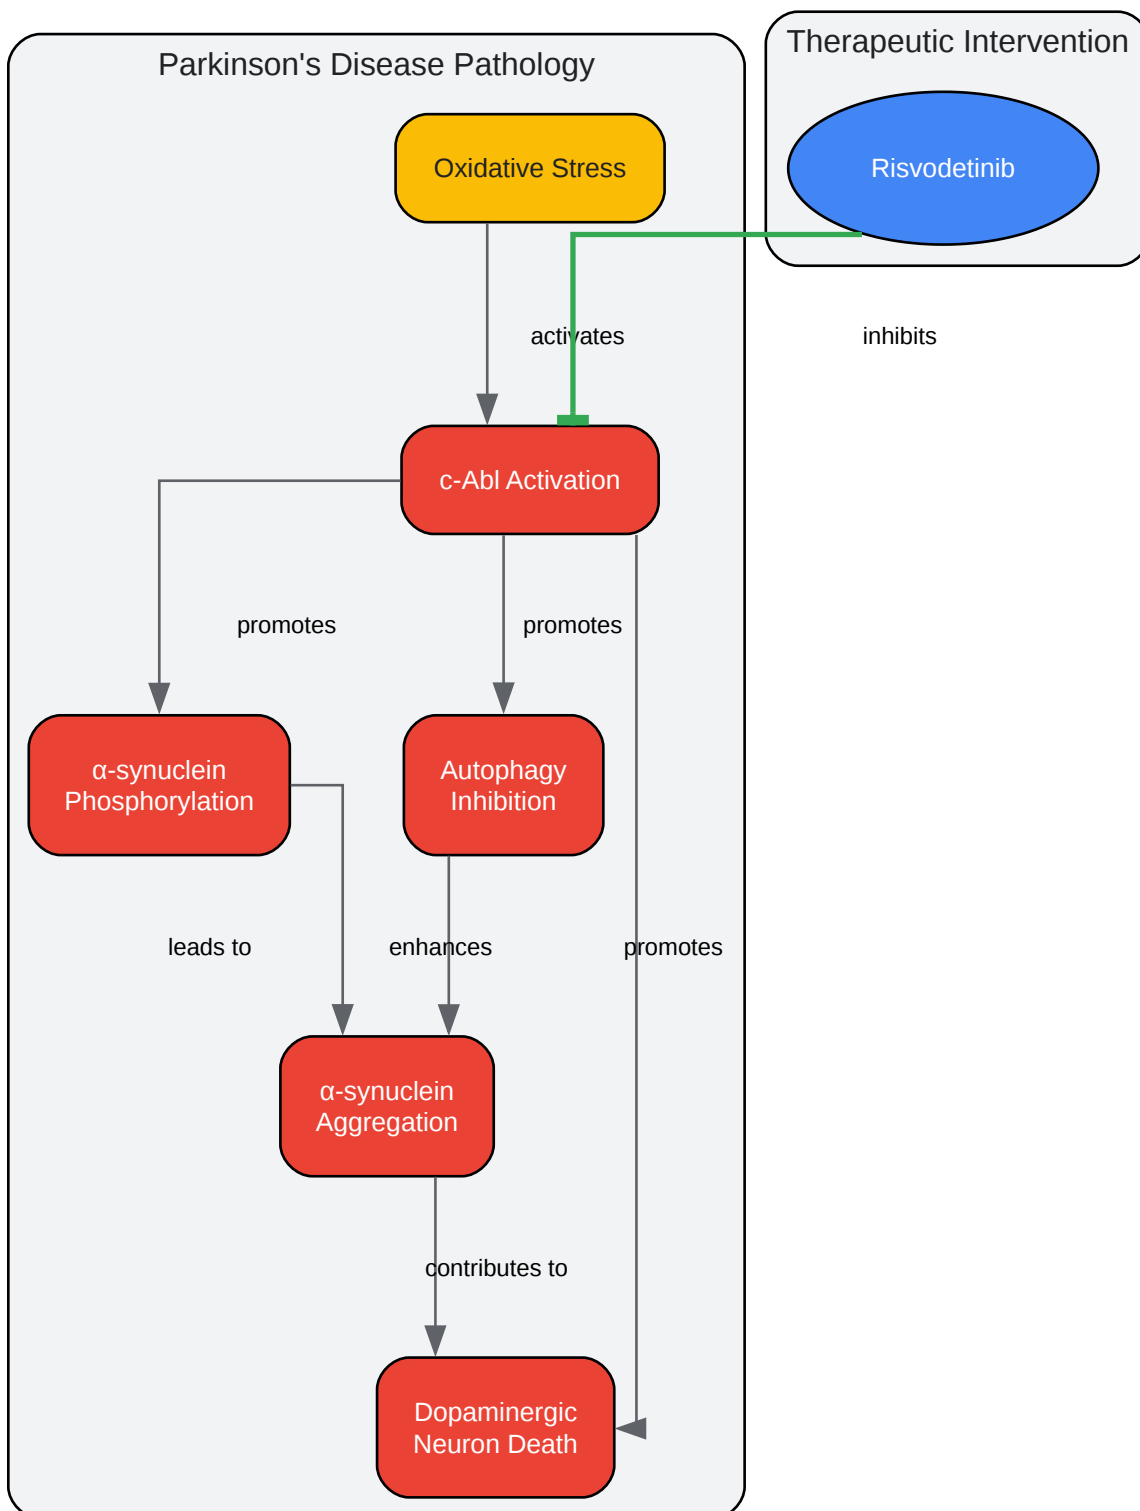 Parkinson's Disease Pathology
Therapeutic Intervention
Oxidative Stress
Risvodetinib
activates
inhibits
c-Abl Activation
promotes
promotes
α-synuclein
Phosphorylation
Autophagy
Inhibition
leads to
enhances
promotes
α-synuclein
Aggregation
contributes to
Dopaminergic
Neuron Death